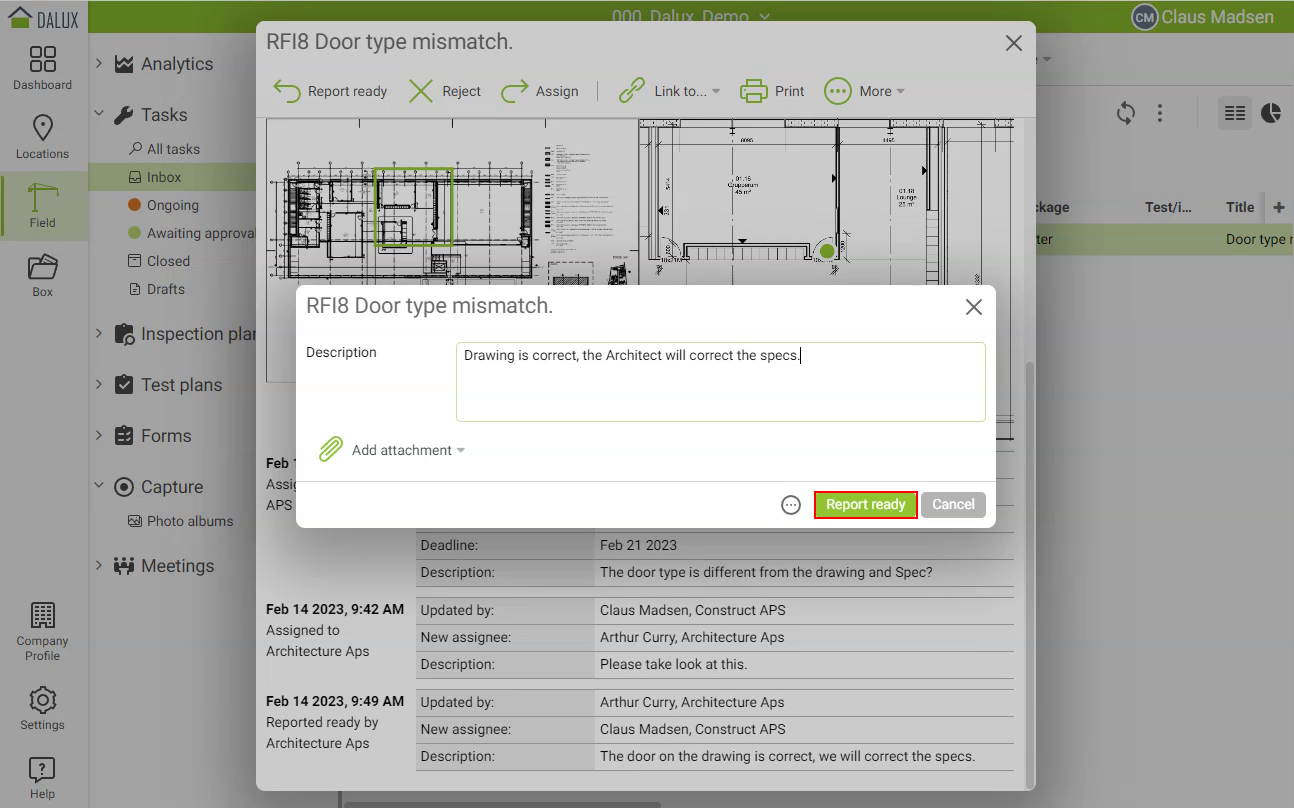 DALUX
000 Dalux Demo
CM Claus Madsen
Dashboard
Locations
Field
Box
Company
Profile
Settings
Help
Analytics
Tasks
All tasks
Inbox
Ongoing
Awaiting approva
Closed
Drafts
Inspection plan
Test plans
Forms
Capture
Photo albums
Meetings
RFI8 Door type mismatch.
Report ready
Reject
Assign
Link to...
Print
More
01.16
Grupperum
45 m²
01.18
Lounge
kage
Test/i...
Title
ter
Door type
RFI8 Door type mismatch.
Description
Drawing is correct, the Architect will correct the specs.
Add attachment
Report ready
Cancel
Feb 1
Assig
APS
Deadline: Feb 21 2023
Description: The door type is different from the drawing and Spec?
Feb 14 2023, 9:42 AM
Assigned to
Architecture Aps
Updated by: Claus Madsen, Construct APS
New assignee: Arthur Curry, Architecture Aps
Description: Please take look at this.
Feb 14 2023, 9:49 AM
Reported ready by
Architecture Aps
Updated by: Arthur Curry, Architecture Aps
New assignee: Claus Madsen, Construct APS
Description: The door on the drawing is correct, we will correct the specs.